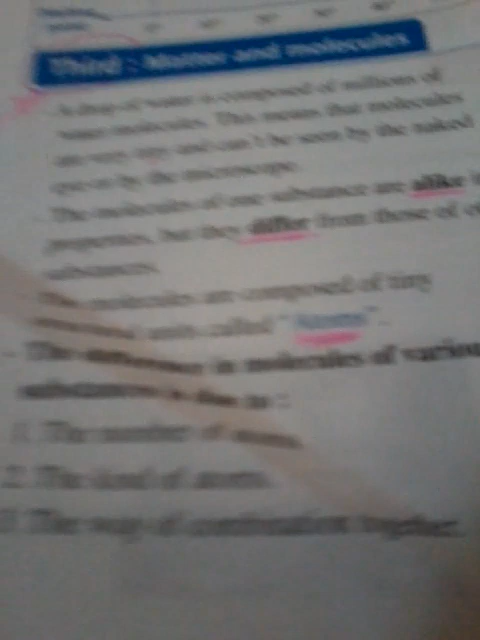 Third : Matter and molecules
- A drop of water is composed of millions of
water molecules. This means that molecules
are very tiny and can't be seen by the naked
eye or by the microscope.
- The molecules of one substance are alike
properties, but they differ from those of
substances.
- The molecules are composed of tiny
units called "Atoms".
- The difference in molecules of various
substances is due to :
1. The number of atoms.
2. The kind of atoms.
3. The way of combination together.